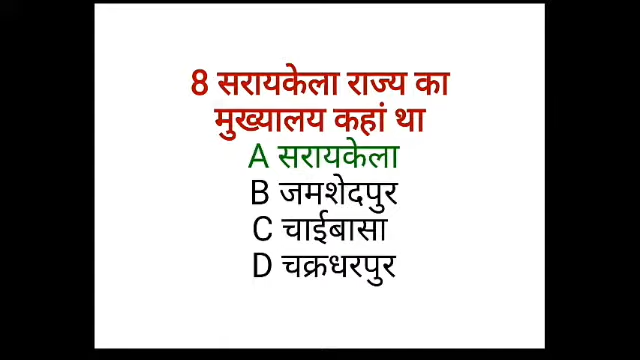 8 सरायकेला राज्य का
मुख्यालय कहां था
A सरायकेला
B जमशेदपुर
C चाईबासा
D चक्रधरपुर